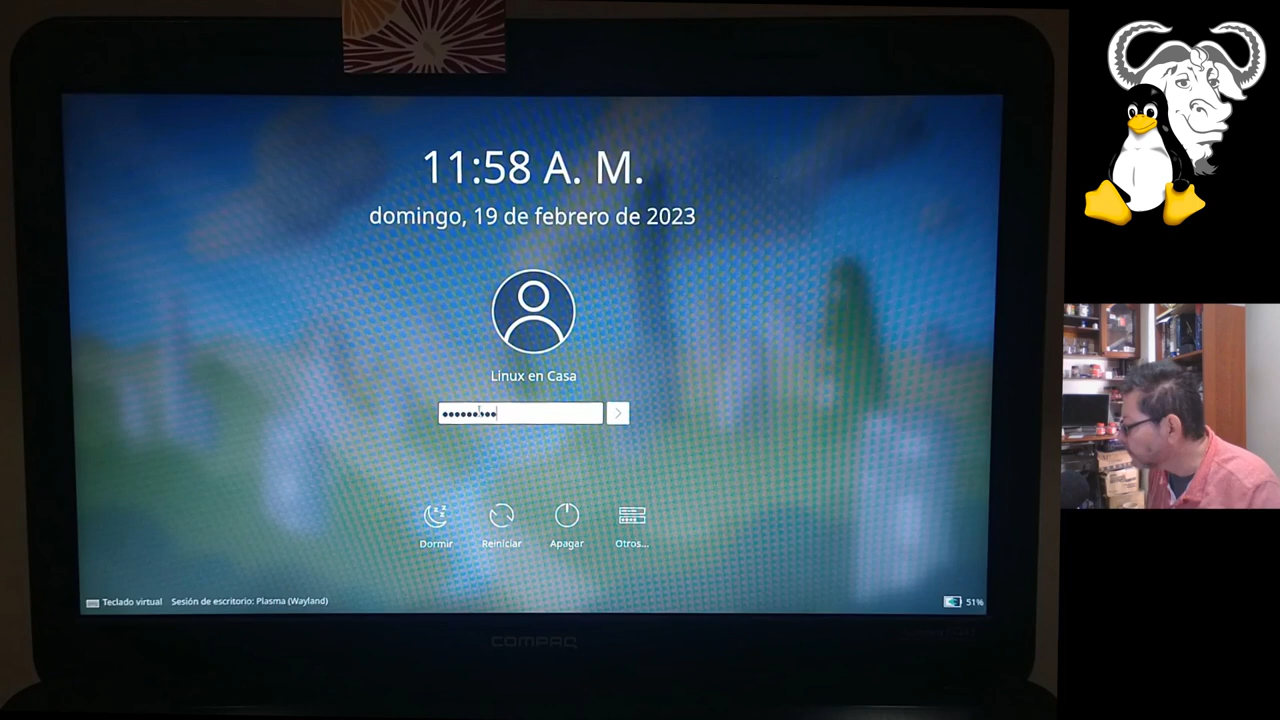 11:58 A. M.
domingo, 19 de febrero de 2023
Linux en Casa
Dormir
Reiniciar
Apagar
Otros...
Teclado virtual
Sesión de escritorio: Plasma (Wayland)
51%
COMPAQ